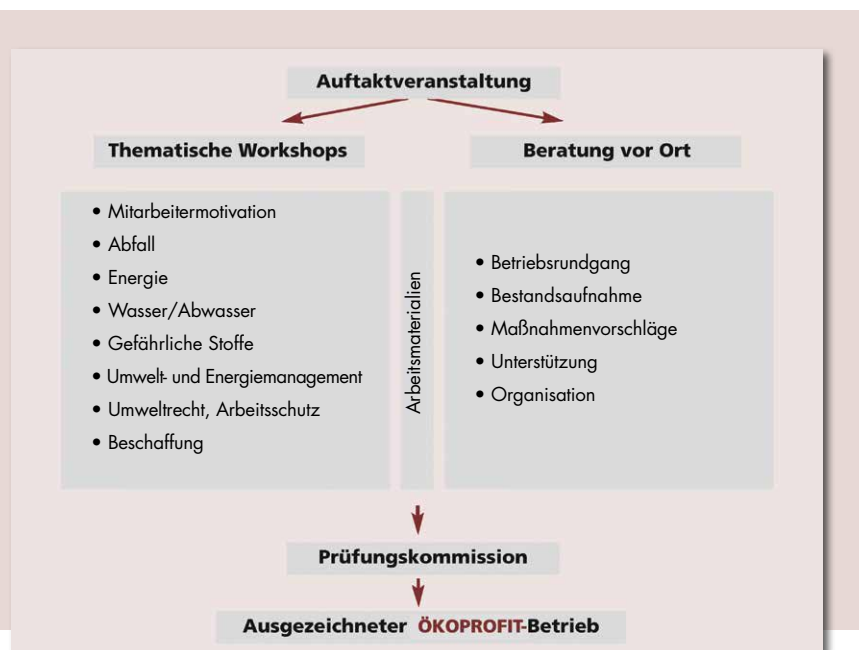 Auftaktveranstaltung
Thematische Workshops
Beratung vor Ort
• Mitarbeitermotivation
• Abfall
• Energie
• Wasser/Abwasser
• Gefährliche Stoffe
• Umwelt- und Energiemanagement
• Umweltrecht, Arbeitsschutz
• Beschaffung
Arbeitsmaterialien
• Betriebsrundgang
• Bestandsaufnahme
• Maßnahmenvorschläge
• Unterstützung
• Organisation
Prüfungskommission
Ausgezeichneter ÖKOPROFIT-Betrieb